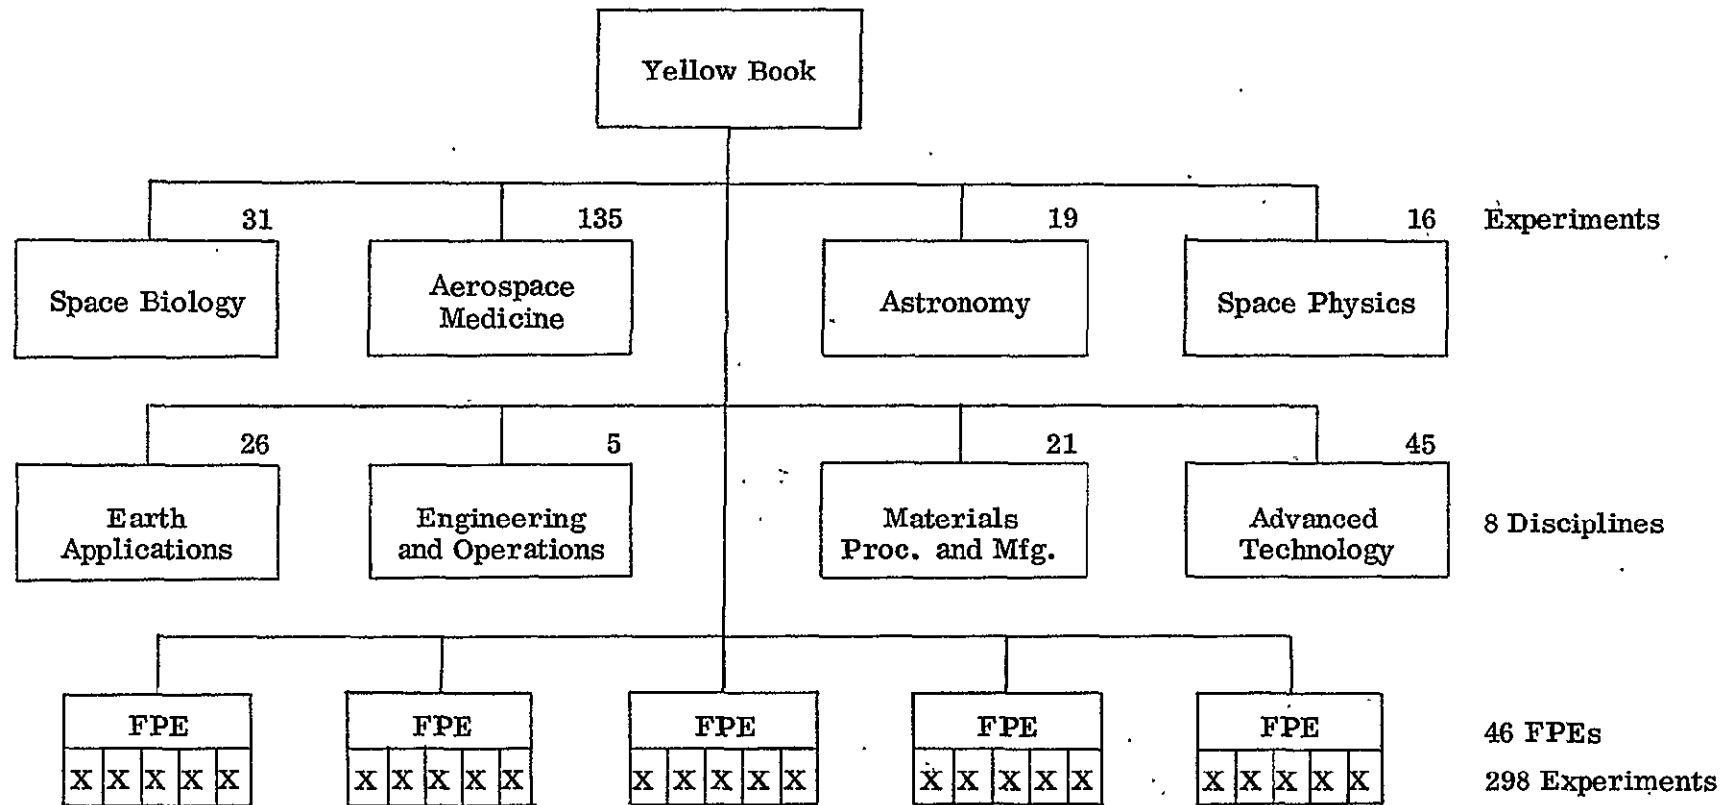 Yellow Book
31 135 19 16 Experiments
Space Biology
Aerospace
Medicine
Astronomy
Space Physics
26 5 21 45
Earth
Applications
Engineering
and Operations
Materials
Proc. and Mfg.
Advanced
Technology
8 Disciplines
FPE FPE FPE FPE FPE 46 FPEs
X X X X X X X X X X X X X X X X X X X X X X X X X 298 Experiments